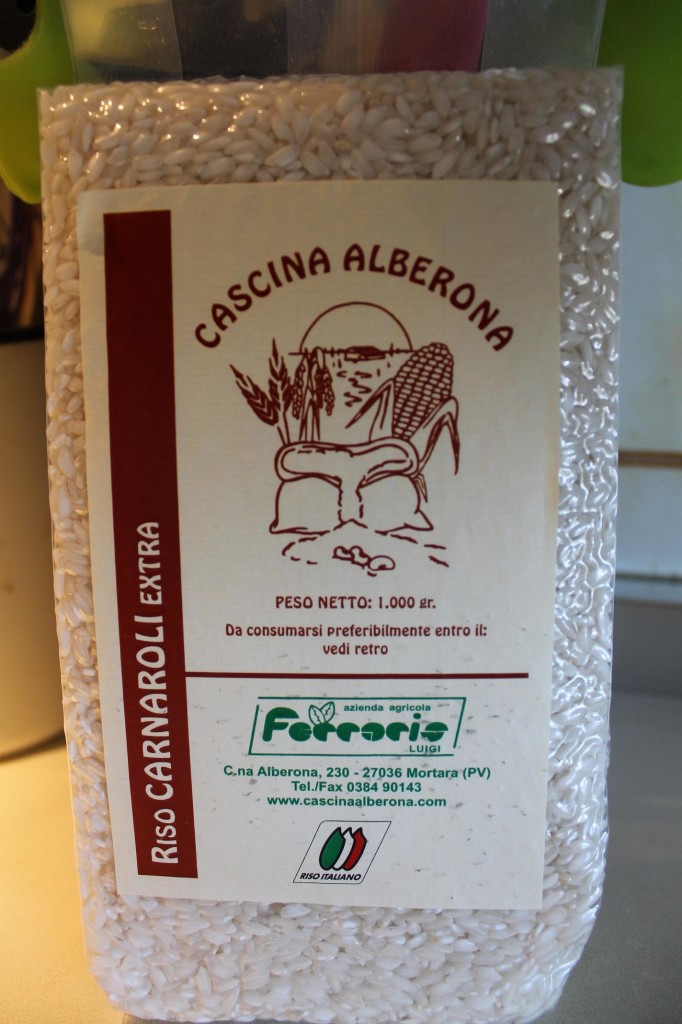 CASCINA ALBERONA
RISO CARNAROLI EXTRA
PESO NETTO: 1.000 gr.
Da consumarsi preferibilmente entro il:
vedi retro
azienda agricola
Ferraris
LUIGI
C.na Alberona, 230 - 27036 Mortara (PV)
Tel./Fax 0384 90143
www.cascinaalberona.com
RISO ITALIANO